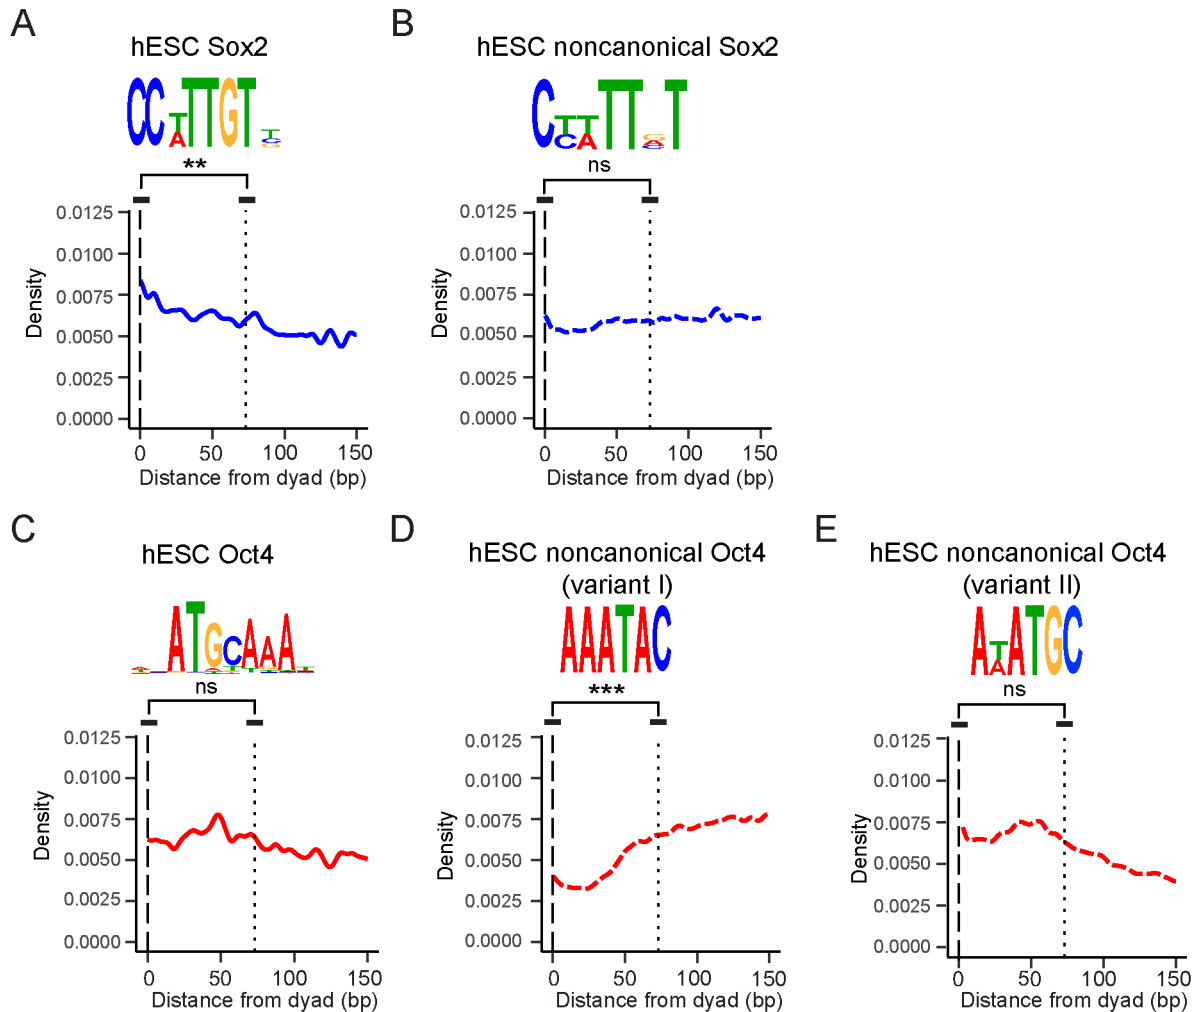 A
hESC Sox2
CCTTTGT T
A C
G
**
0.0125
0.0100
0.0075
0.0050
0.0025
0.0000
Density
0 50 100 150
Distance from dyad (bp)
B
hESC noncanonical Sox2
CTTTTGT
CA A
C
ns
0.0125
0.0100
0.0075
0.0050
0.0025
0.0000
Density
0 50 100 150
Distance from dyad (bp)
C
hESC Oct4
ATGCAAAT
ns
0.0125
0.0100
0.0075
0.0050
0.0025
0.0000
Density
0 50 100 150
Distance from dyad (bp)
D
hESC noncanonical Oct4
(variant I)
AAATAC
***
0.0125
0.0100
0.0075
0.0050
0.0025
0.0000
Density
0 50 100 150
Distance from dyad (bp)
E
hESC noncanonical Oct4
(variant II)
ATATGC
A
ns
0.0125
0.0100
0.0075
0.0050
0.0025
0.0000
Density
0 50 100 150
Distance from dyad (bp)